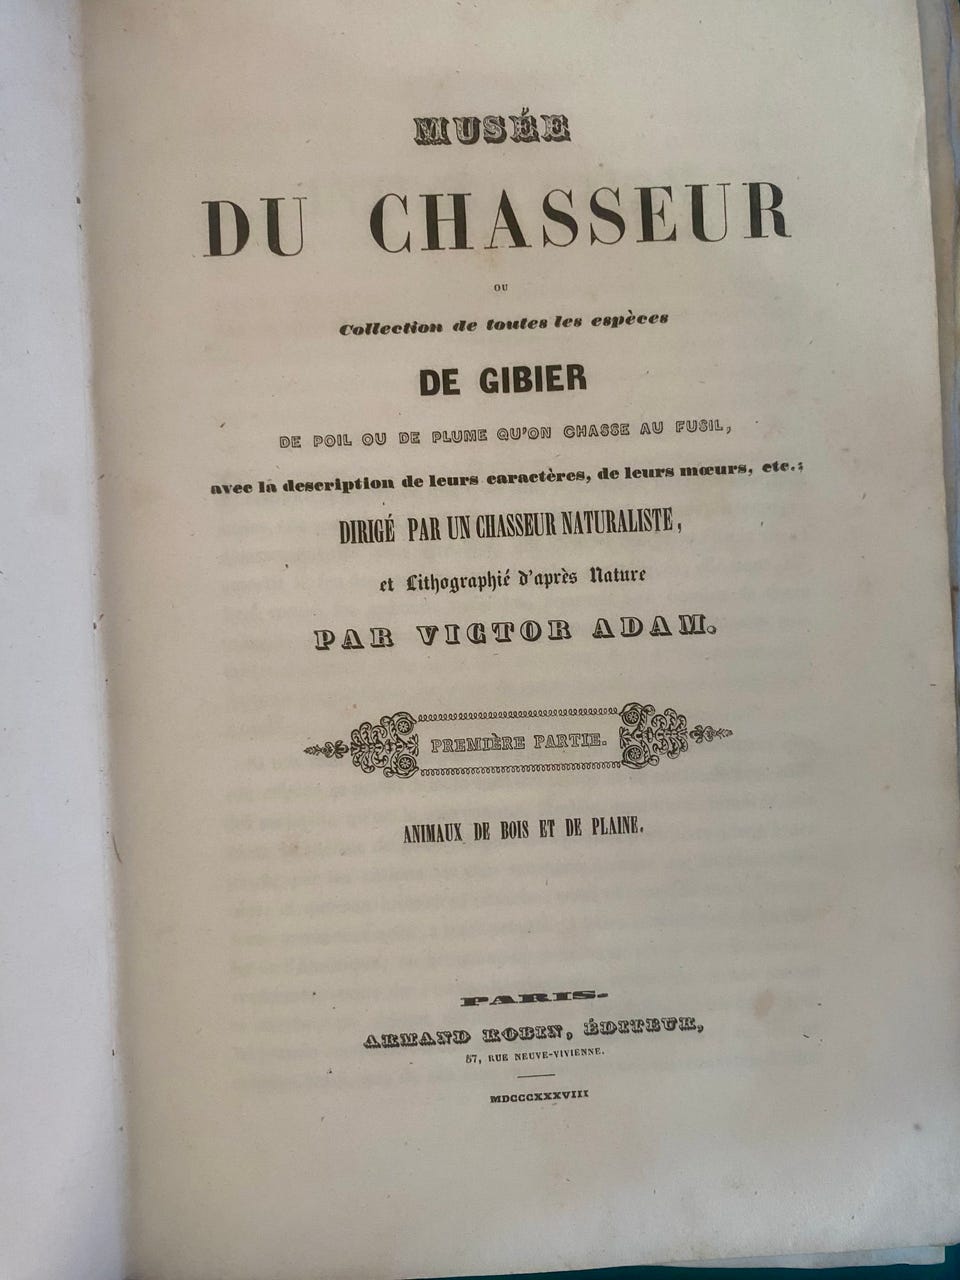 MUSÉE
DU CHASSEUR
OU
Collection de toutes les espèces
DE GIBIER
DE POIL OU DE PLUME QU'ON CHASSE AU FUSIL,
avec la description de leurs caractères, de leurs mœurs, etc.;
DIRIGÉ PAR UN CHASSEUR NATURALISTE,
et Lithographié d'après Nature
PAR VICTOR ADAM.
PREMIÈRE PARTIE.
ANIMAUX DE BOIS ET DE PLAINE.
PARIS.
ARMAND ROBIN, ÉDITEUR,
57, RUE NEUVE-VIVIENNE.
MDCCCXXXVIII